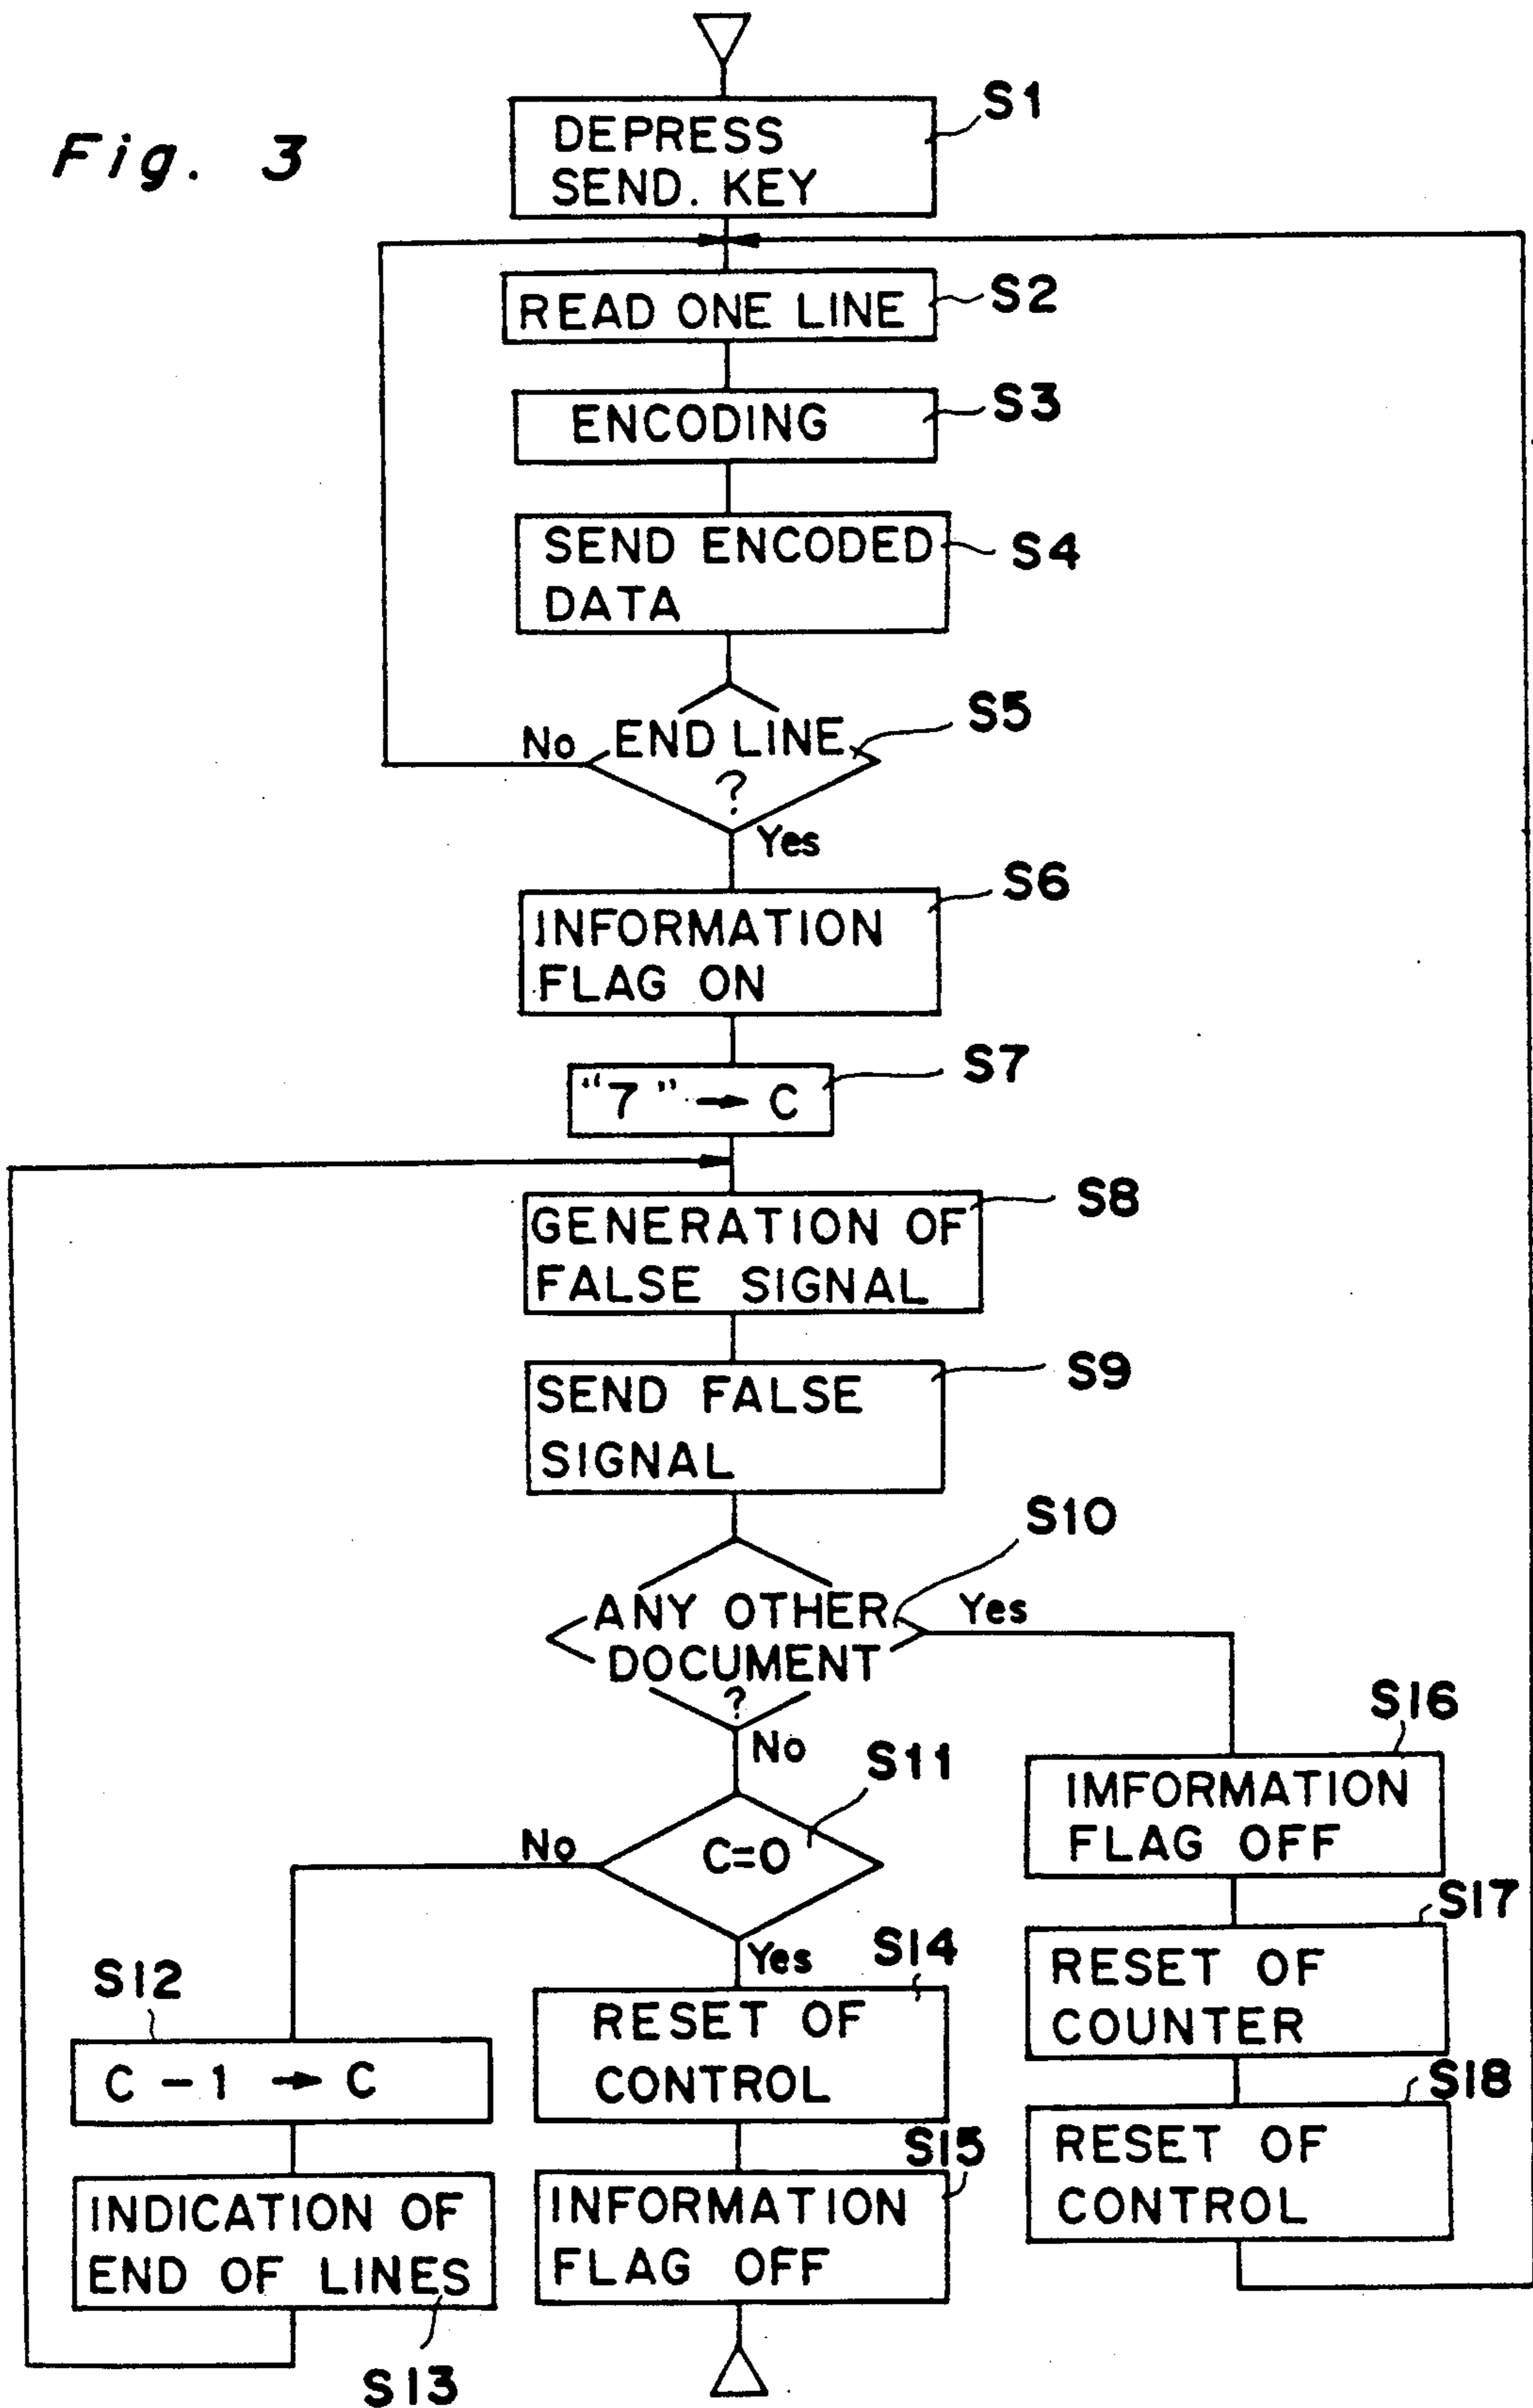 Fig. 3
DEPRESS
SEND. KEY
S1
READ ONE LINE
S2
ENCODING
S3
SEND ENCODED
DATA
S4
END LINE
?
S5
No
Yes
INFORMATION
FLAG ON
S6
"7" → C
S7
GENERATION OF
FALSE SIGNAL
S8
SEND FALSE
SIGNAL
S9
ANY OTHER
DOCUMENT
?
S10
Yes
No
C=0
S11
No
Yes
S12
C - 1 → C
INDICATION OF
END OF LINES
S13
S14
RESET OF
CONTROL
S15
INFORMATION
FLAG OFF
S16
IMFORMATION
FLAG OFF
S17
RESET OF
COUNTER
S18
RESET OF
CONTROL